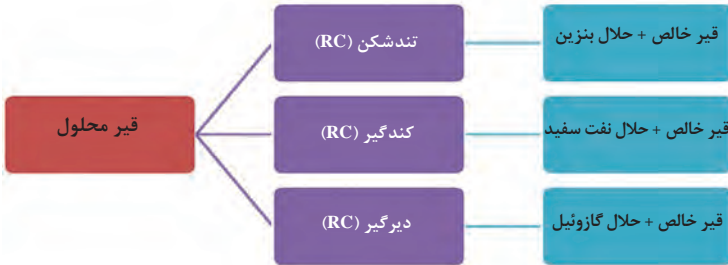 قیر محلول
تندشکن (RC)
قیر خالص + حلال بنزین
کندگیر (RC)
قیر خالص + حلال نفت سفید
دیرگیر (RC)
قیر خالص + حلال گازوئیل